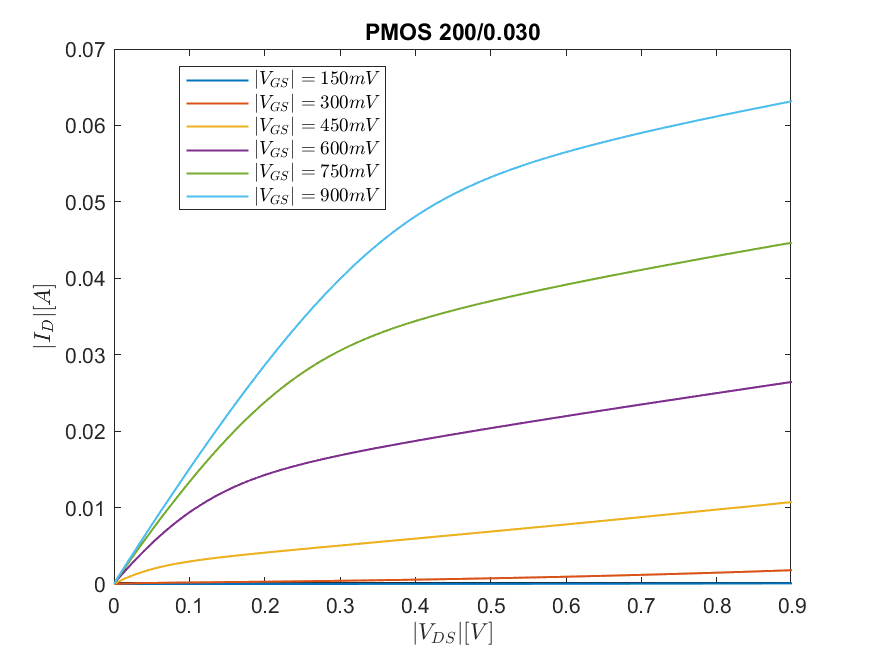 PMOS 200/0.030
|V_GS| = 150mV
|V_GS| = 300mV
|V_GS| = 450mV
|V_GS| = 600mV
|V_GS| = 750mV
|V_GS| = 900mV
0.07
0.06
0.05
0.04
0.03
0.02
0.01
0
|I_D|[A]
0 0.1 0.2 0.3 0.4 0.5 0.6 0.7 0.8 0.9
|V_DS|[V]